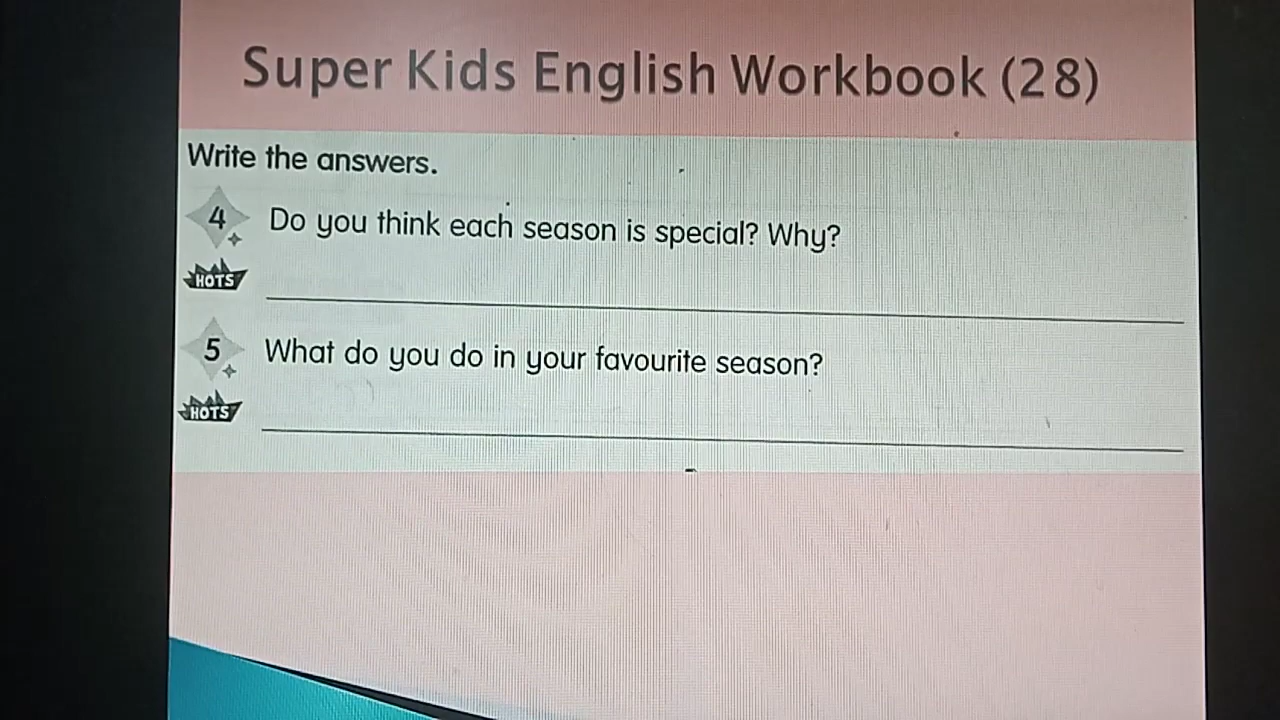 Super Kids English Workbook (28)
Write the answers.
4 Do you think each season is special? Why?
HOTS
5 What do you do in your favourite season?
HOTS